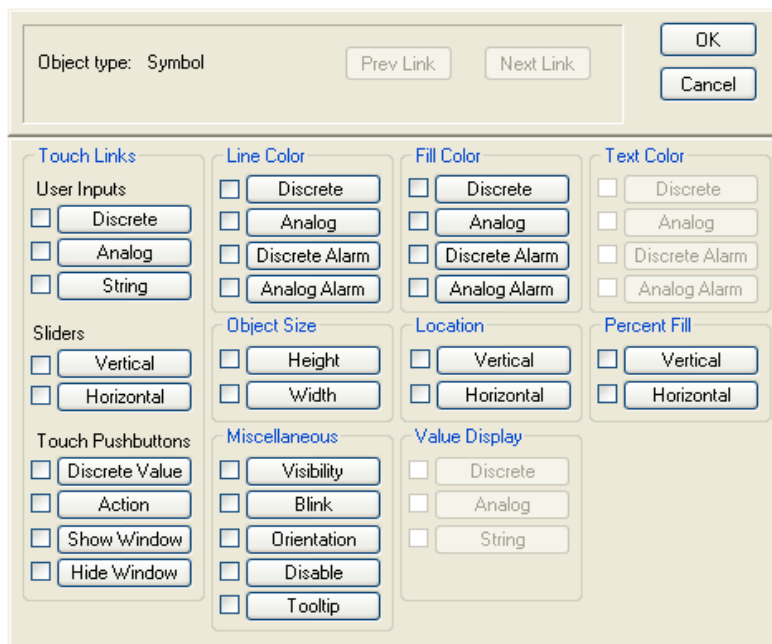 Object type: Symbol
Prev Link
Next Link
OK
Cancel
Touch Links
User Inputs
Discrete
Analog
String
Sliders
Vertical
Horizontal
Touch Pushbuttons
Discrete Value
Action
Show Window
Hide Window
Line Color
Discrete
Analog
Discrete Alarm
Analog Alarm
Object Size
Height
Width
Miscellaneous
Visibility
Blink
Orientation
Disable
Tooltip
Fill Color
Discrete
Analog
Discrete Alarm
Analog Alarm
Location
Vertical
Horizontal
Value Display
Discrete
Analog
String
Text Color
Discrete
Analog
Discrete Alarm
Analog Alarm
Percent Fill
Vertical
Horizontal